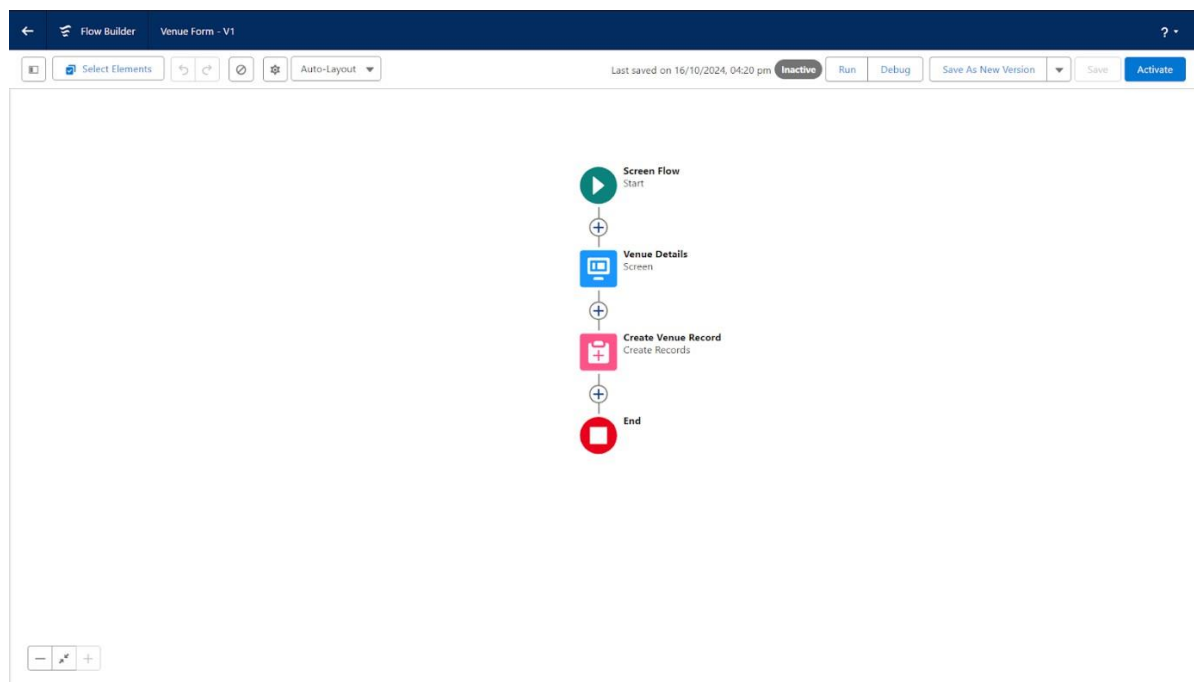 Flow Builder
Venue Form - V1
?
Select Elements
Auto-Layout
Last saved on 16/10/2024, 04:20 pm
Inactive
Run
Debug
Save As New Version
Save
Activate
Screen Flow
Start
Venue Details
Screen
Create Venue Record
Create Records
End